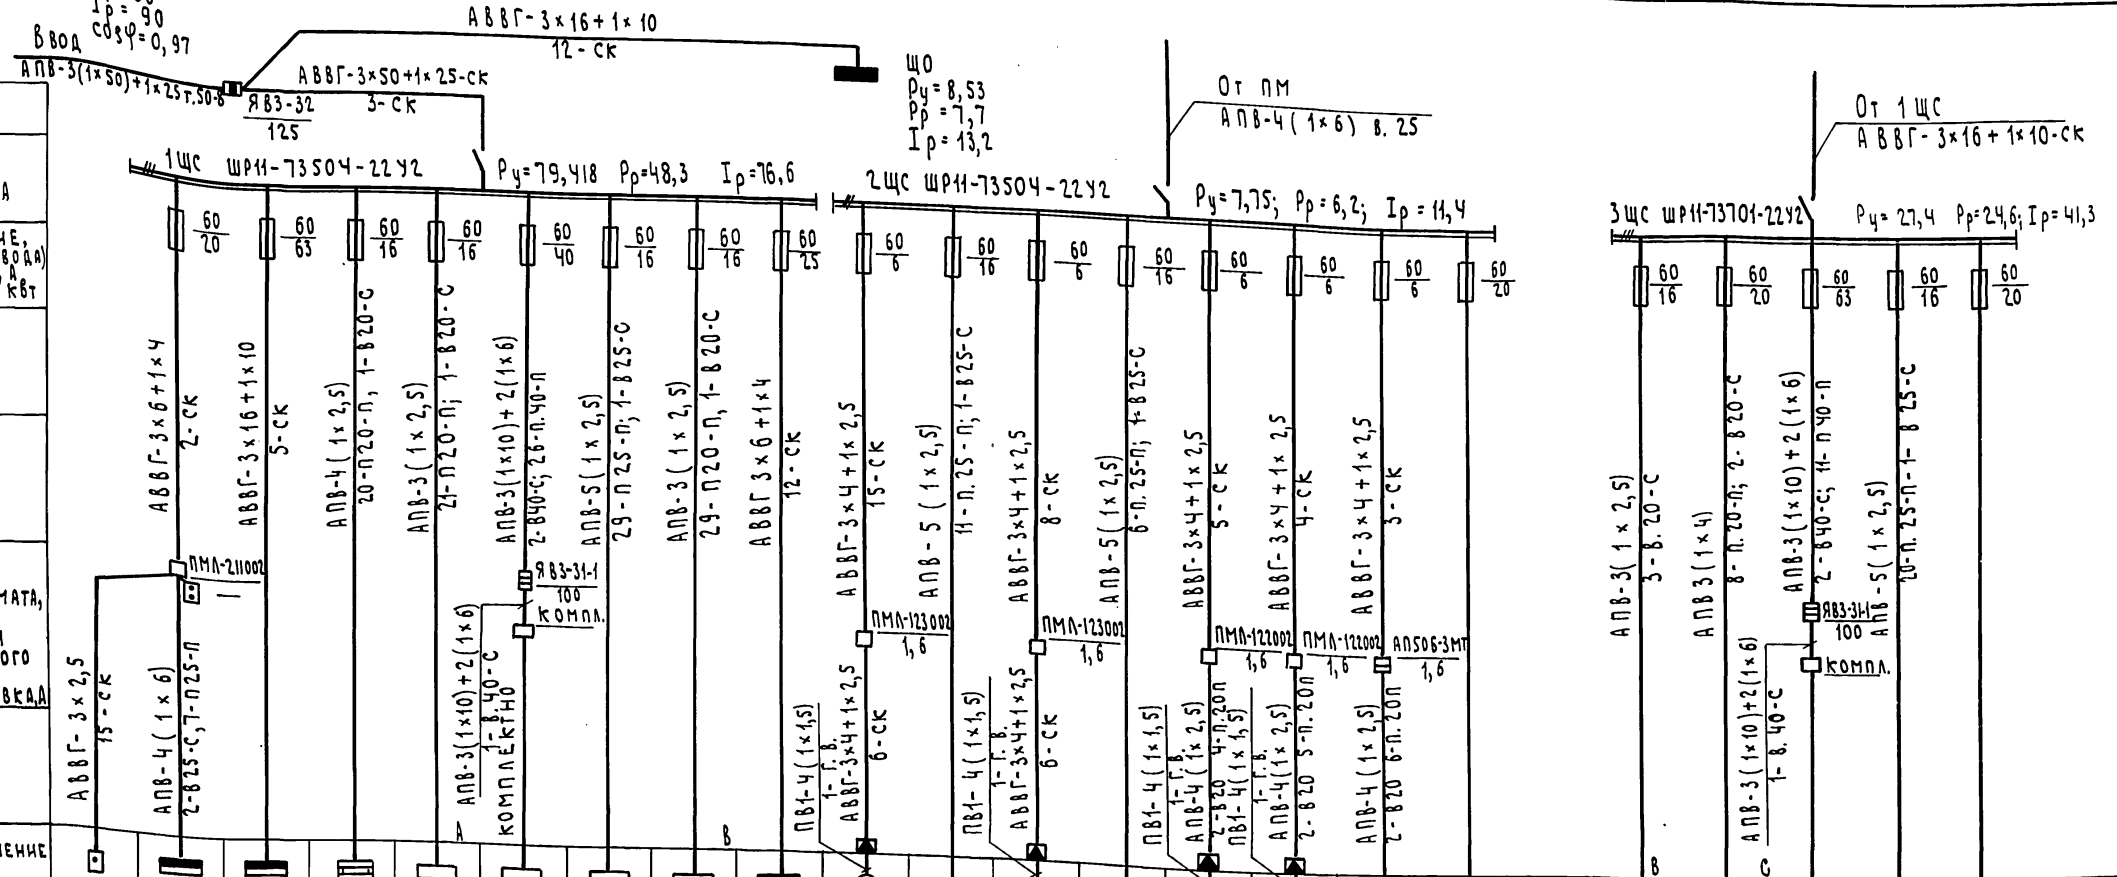 Iр = 90
cosφ=0,97
ВВОД
АПВ-3(1×50)+1×25 т.50-в
АВВГ-3×16+1×10
12-СК
АВВГ-3×50+1×25-СК
3-СК
ЯВ3-32
125
ЩО
Ру=8,53
Рр=7,7
Iр=13,2
От ПМ
АПВ-4(1×6) в.25
От 1ЩС
АВВГ-3×16+1×10-СК
1ЩС ШР11-73504-22У2 Ру=79,418 Рр=48,3 Iр=76,6
2ЩС ШР11-73504-22У2 Ру=7,75; Рр=6,2; Iр=11,4
3ЩС ШР11-73701-22У2 Ру=27,4 Рр=24,6; Iр=41,3
А
ВОДА)
А
КВт
60
20
60
63
60
16
60
16
60
40
60
16
60
16
60
25
60
6
60
16
60
6
60
16
60
6
60
6
60
6
60
20
60
16
60
20
60
63
60
16
60
20
АВВГ-3×6+1×4
2-СК
АВВГ-3×16+1×10
5-СК
АПВ-4(1×2,5)
20-П20-П, 1-В20-С
АПВ-3(1×2,5)
21-П20-П; 1-В20-С
АПВ-3(1×10)+2(1×6)
2-В40-С; 26-П.40-П
АПВ-5(1×2,5)
29-П25-П; 1-В25-С
АПВ-3(1×2,5)
29-П20-П, 1-В20-С
АВВГ 3×6+1×4
12-СК
АВВГ-3×4+1×2,5
15-СК
АПВ-5(1×2,5)
11-П.25-П; 1-В25-С
АВВГ-3×4+1×2,5
8-СК
АПВ-5(1×2,5)
6-П.25-П; 1-В25-С
АВВГ-3×4+1×2,5
5-СК
АВВГ-3×4+1×2,5
4-СК
АВВГ-3×4+1×2,5
3-СК
АПВ-3(1×2,5)
3-В.20-С
АПВ3(1×4)
8-П.20-П; 2-В20-С
АПВ-3(1×10)+2(1×6)
2-В40-С; 11-П40-П
АПВ-5(1×2,5)
20-П.25-П-1-В25-С
ПМЛ-211002
—
ЯВ3-31-1
100
КОМПЛ.
ПМЛ-123002
1,6
ПМЛ-123002
1,6
ПМЛ-122002
1,6
ПМЛ-122002
1,6
АП50Б-3МТ
1,6
ЯВ3-31-1
100
КОМПЛ.
АВВГ-3×2,5
15-СК
АПВ-4(1×6)
2-В25-С,7-П25-П
АПВ-3(1×10)+2(1×6)
1-В.40-С
КОМПЛЕКТНО
ПВ1-4(1×1,5)
1-Г.В.
АВВГ-3×4+1×2,5
6-СК
ПВ1-4(1×1,5)
1-Г.В.
АВВГ-3×4+1×2,5
6-СК
ПВ1-4(1×1,5)
1-Г.В.
АПВ-4(1×2,5)
2-В20 4-П.20П
ПВ1-4(1×1,5)
1-Г.В.
АПВ-4(1×2,5)
2-В20 5-П.20П
АПВ-4(1×2,5)
2-В20 6-П.20П
АПВ-3(1×10)+2(1×6)
1-В.40-С
МАТА,
ОГО
ВКА,А
ЕНИЕ
А
В
В
С